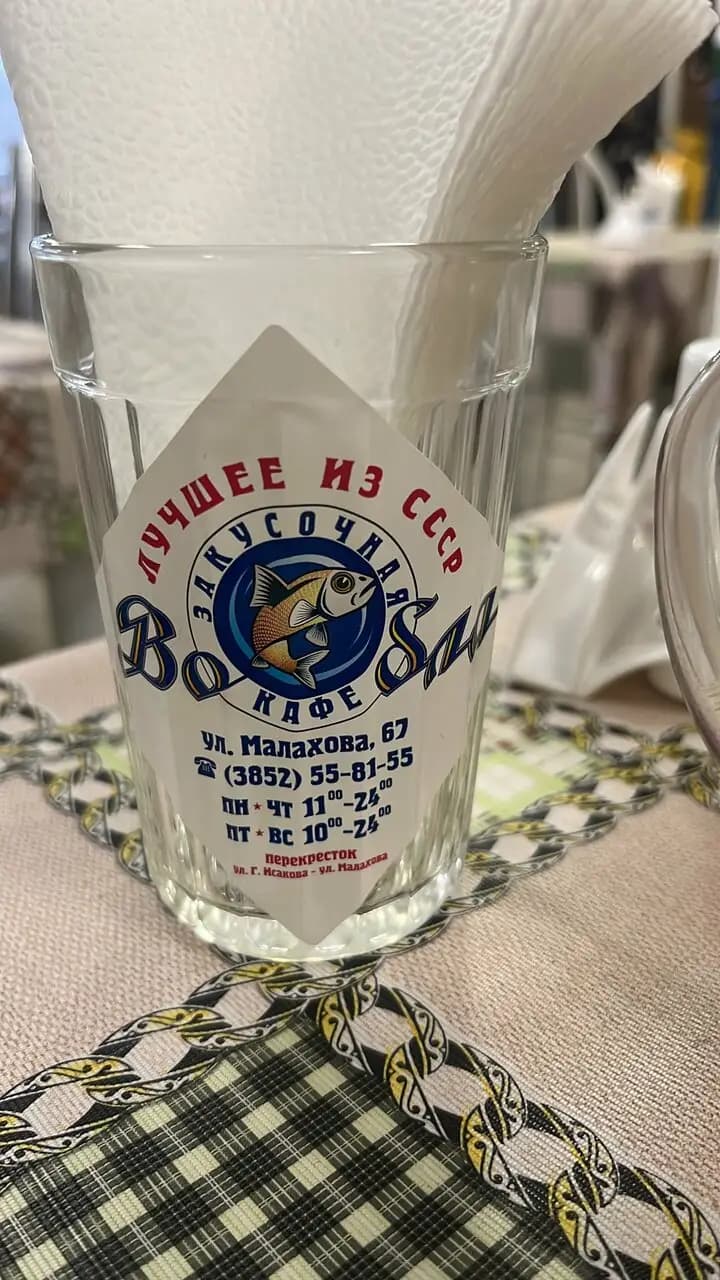 ЛУЧШЕЕ ИЗ СССР
ЗАКУСОЧНАЯ
Вобла
КАФЕ
ул. Малахова, 67
☎ (3852) 55-81-55
пн ★ чт 11⁰⁰-24⁰⁰
пт ★ вс 10⁰⁰-24⁰⁰
перекресток
ул. Г. Исакова - ул. Малахова